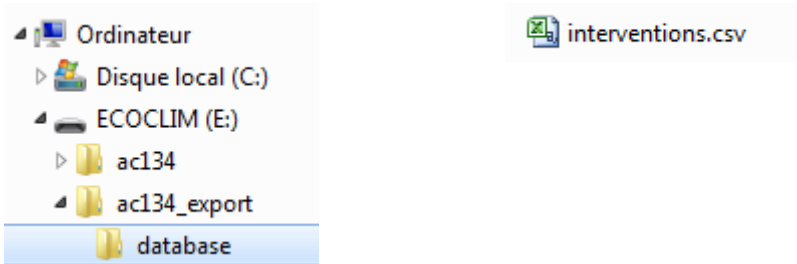 Ordinateur
Disque local (C:)
ECOCLIM (E:)
ac134
ac134_export
database
interventions.csv